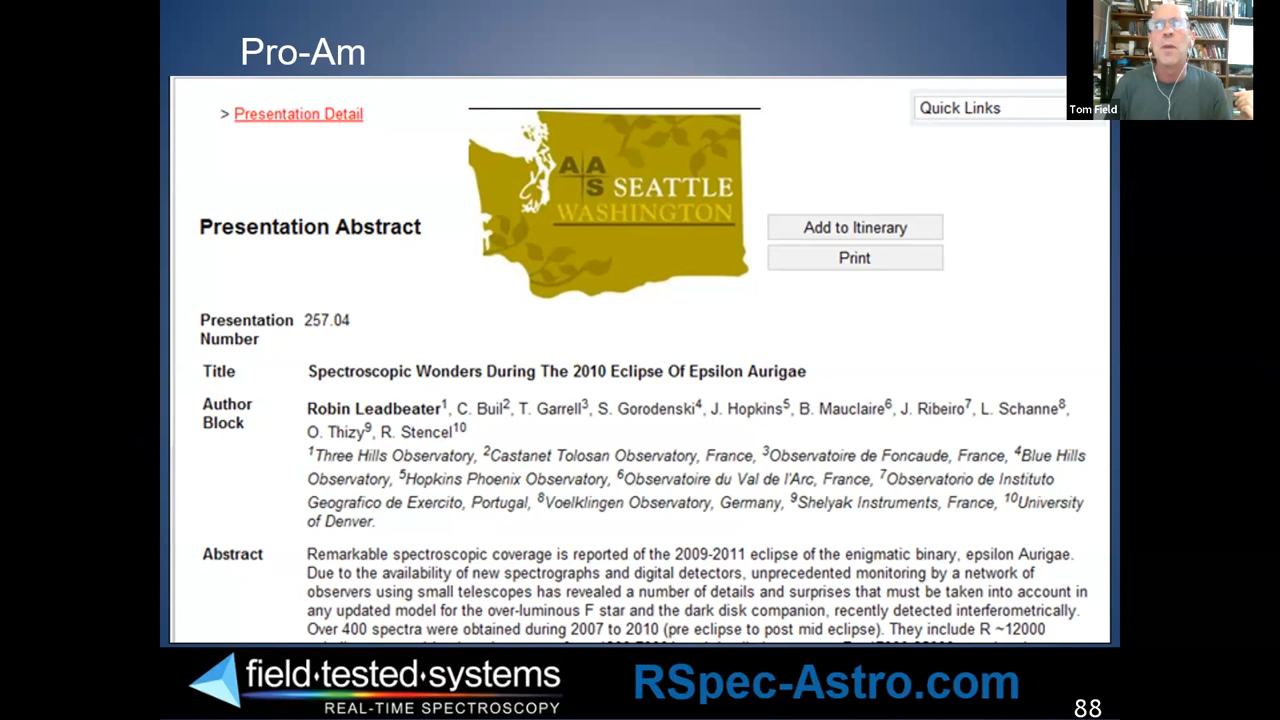 Pro-Am
> Presentation Detail
Quick Links
Tom Field
AAS SEATTLE
WASHINGTON
Presentation Abstract
Add to Itinerary
Print
Presentation Number 257.04
Title Spectroscopic Wonders During The 2010 Eclipse Of Epsilon Aurigae
Author Block Robin Leadbeater1, C. Buil2, T. Garrell3, S. Gorodenski4, J. Hopkins5, B. Mauclaire6, J. Ribeiro7, L. Schanne8,
O. Thizy9, R. Stencel10
1Three Hills Observatory, 2Castanet Tolosan Observatory, France, 3Observatoire de Foncaude, France, 4Blue Hills
Observatory, 5Hopkins Phoenix Observatory, 6Observatoire du Val de l'Arc, France, 7Observatorio de Instituto
Geografico de Exercito, Portugal, 8Voelklingen Observatory, Germany, 9Shelyak Instruments, France, 10University
of Denver.
Abstract Remarkable spectroscopic coverage is reported of the 2009-2011 eclipse of the enigmatic binary, epsilon Aurigae.
Due to the availability of new spectrographs and digital detectors, unprecedented monitoring by a network of
observers using small telescopes has revealed a number of details and surprises that must be taken into account in
any updated model for the over-luminous F star and the dark disk companion, recently detected interferometrically.
Over 400 spectra were obtained during 2007 to 2010 (pre eclipse to post mid eclipse). They include R ~12000
field·tested·systems
REAL-TIME SPECTROSCOPY
RSpec-Astro.com
88